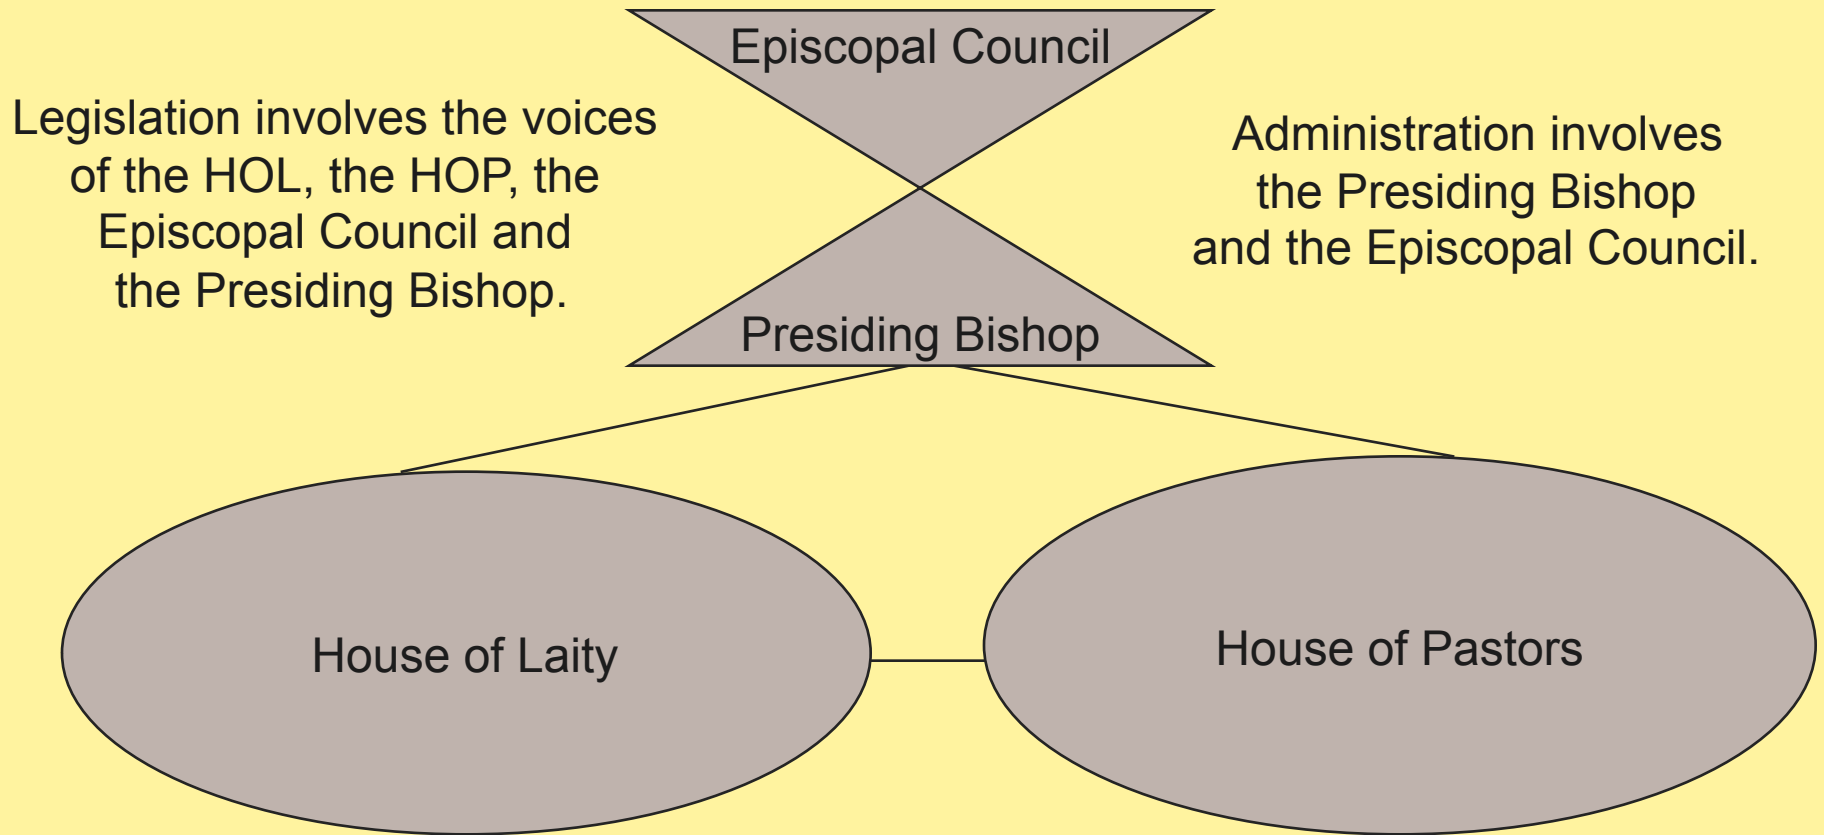 Episcopal Council
Legislation involves the voices
of the HOL, the HOP, the
Episcopal Council and
the Presiding Bishop.
Administration involves
the Presiding Bishop
and the Episcopal Council.
Presiding Bishop
House of Laity
House of Pastors